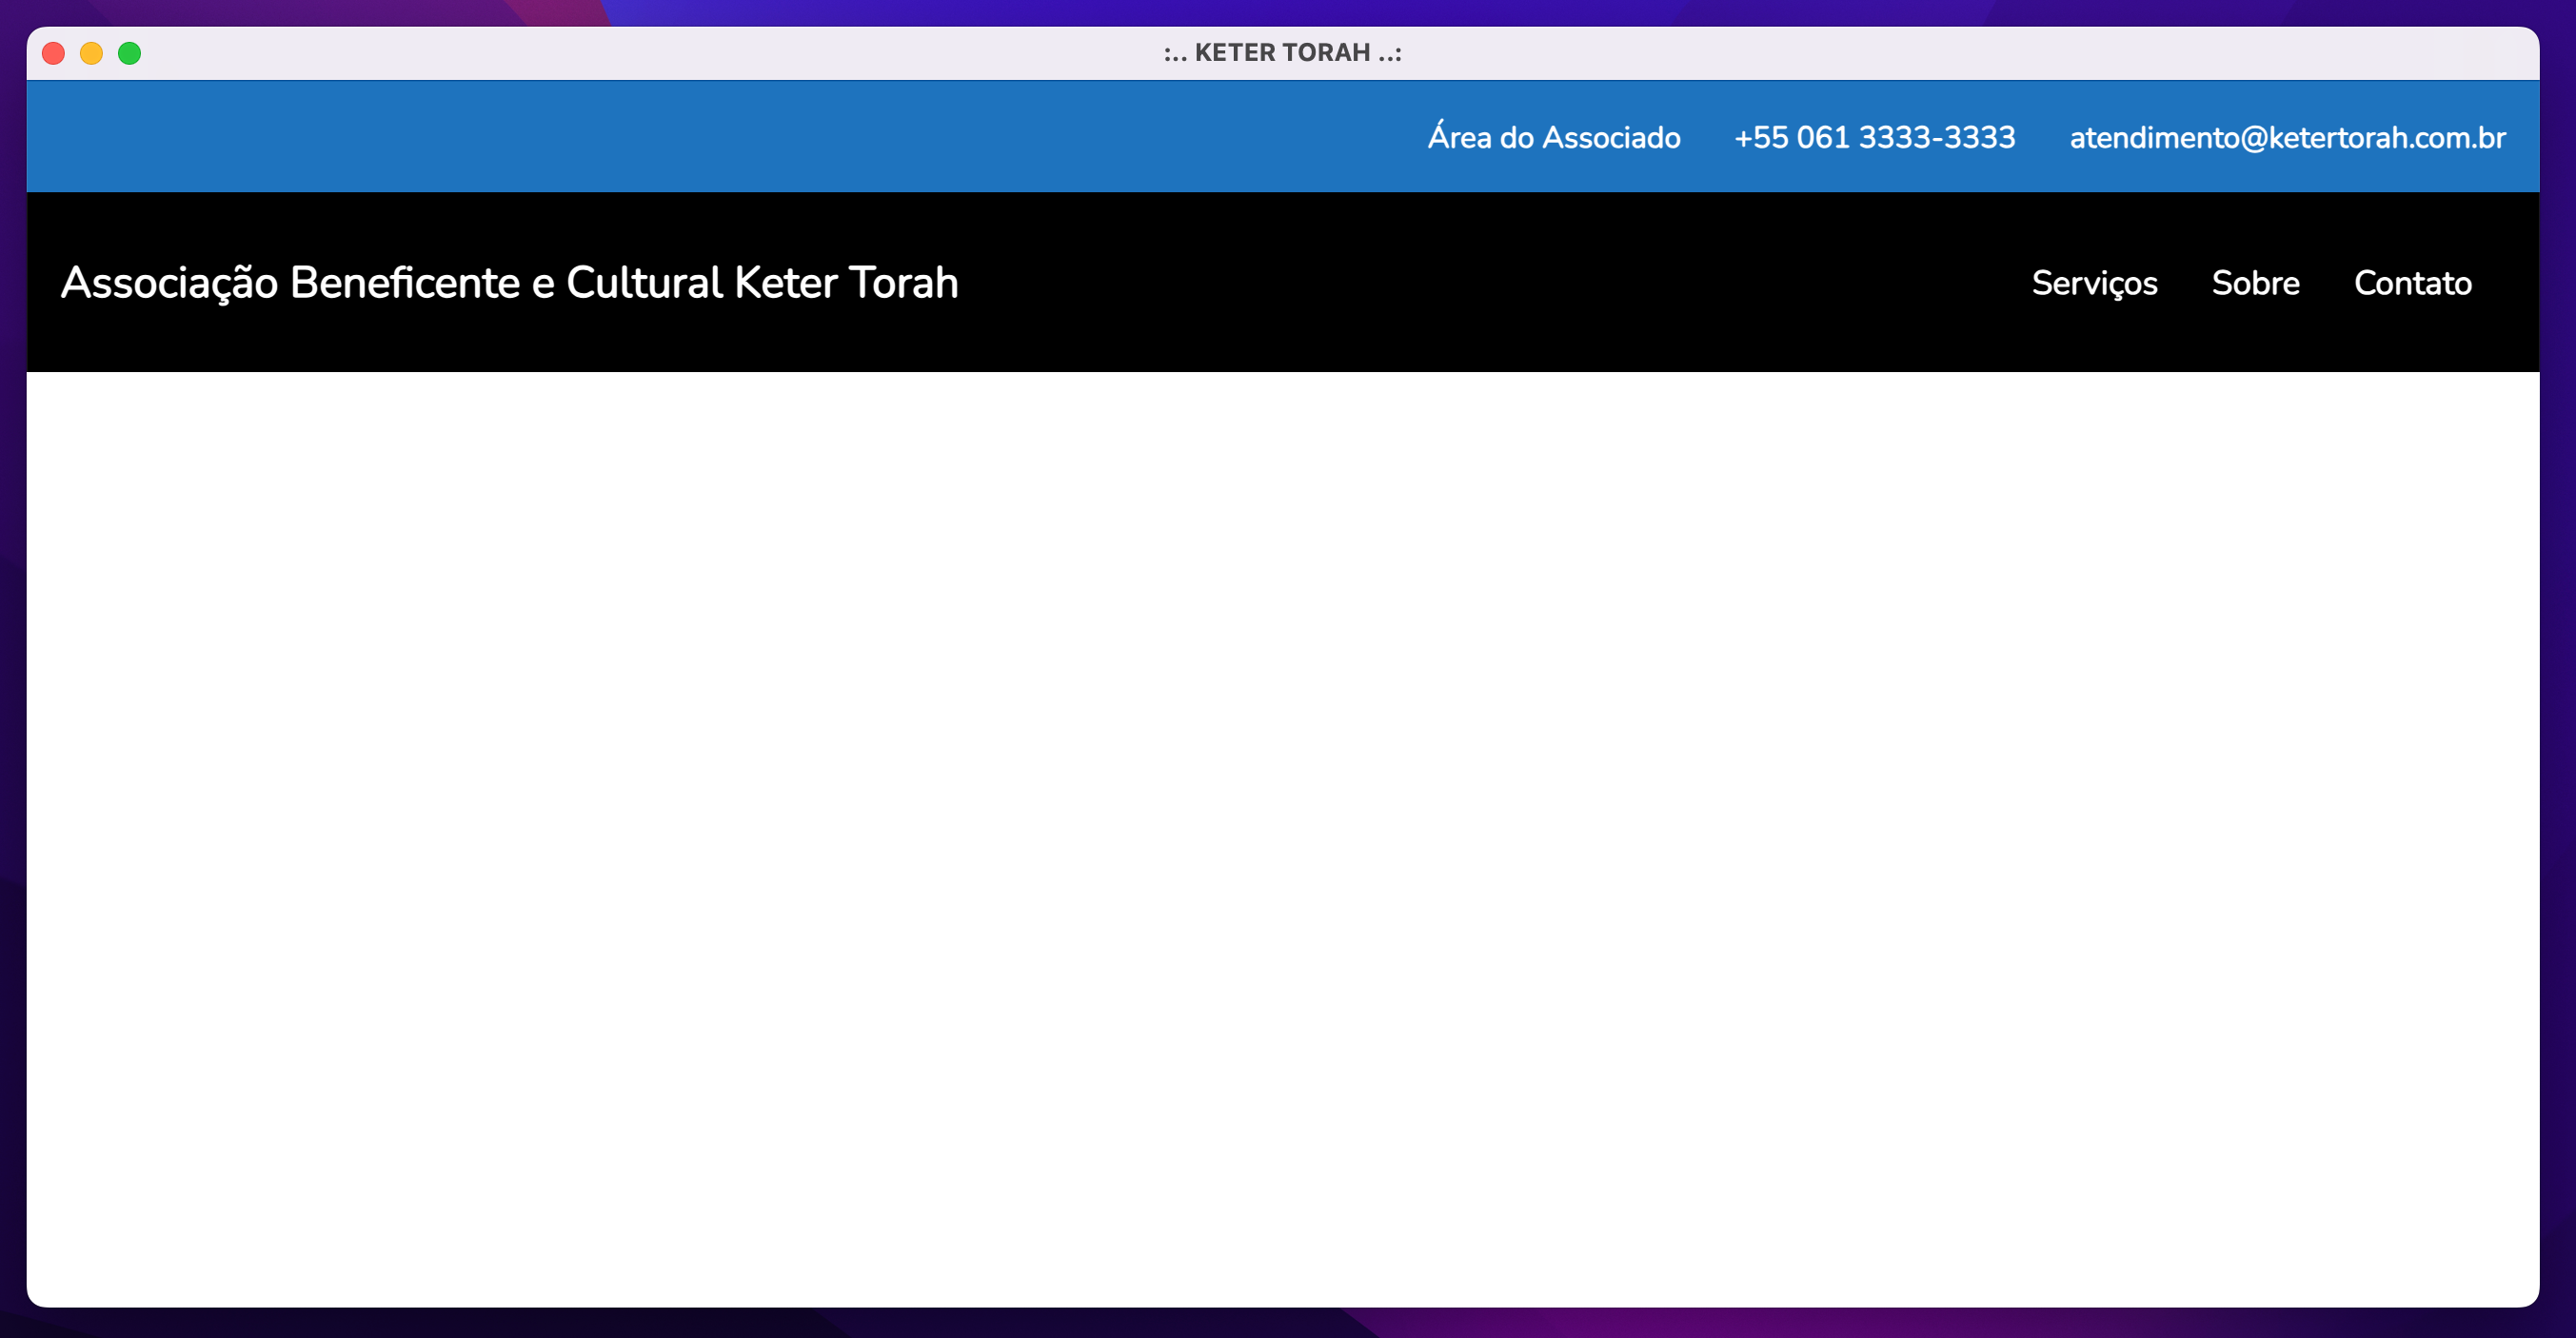 :.. KETER TORAH ..:
Área do Associado +55 061 3333-3333 atendimento@ketertorah.com.br
Associação Beneficente e Cultural Keter Torah Serviços Sobre Contato